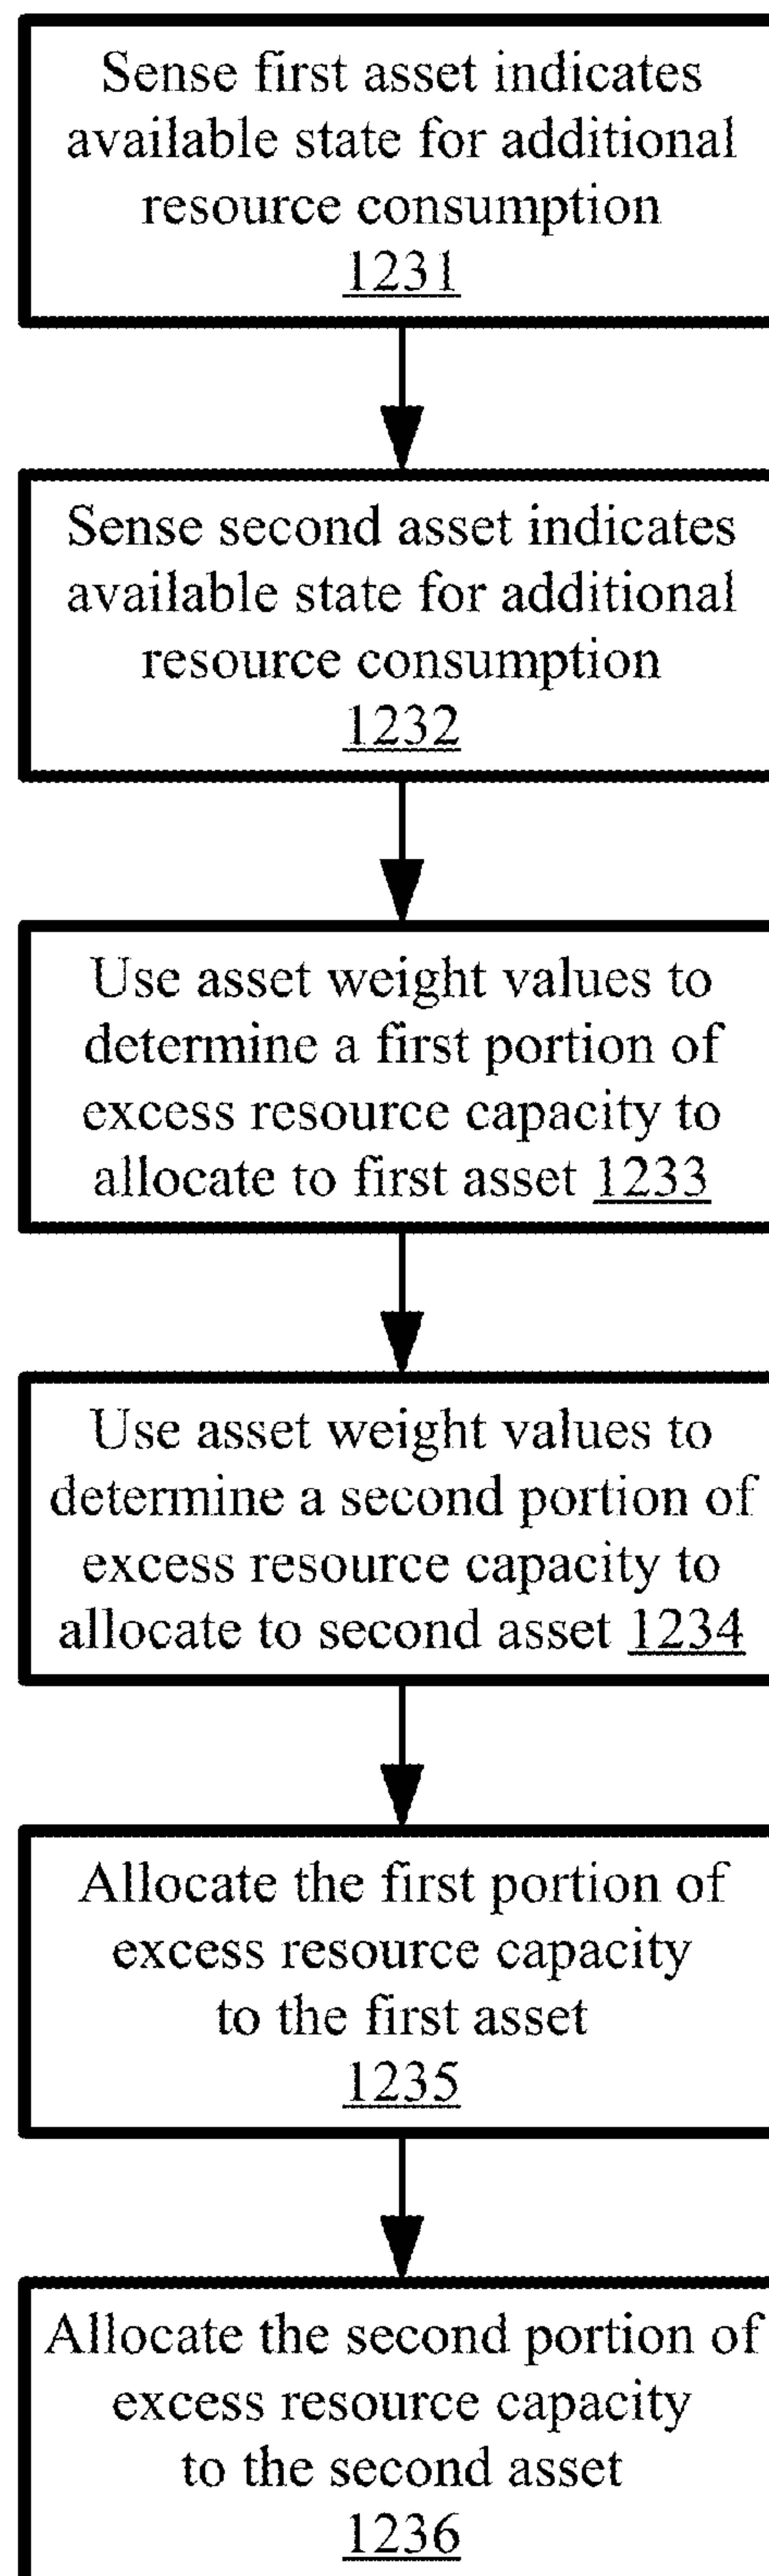 Sense first asset indicates
available state for additional
resource consumption
1231
Sense second asset indicates
available state for additional
resource consumption
1232
Use asset weight values to
determine a first portion of
excess resource capacity to
allocate to first asset 1233
Use asset weight values to
determine a second portion of
excess resource capacity to
allocate to second asset 1234
Allocate the first portion of
excess resource capacity
to the first asset
1235
Allocate the second portion of
excess resource capacity
to the second asset
1236